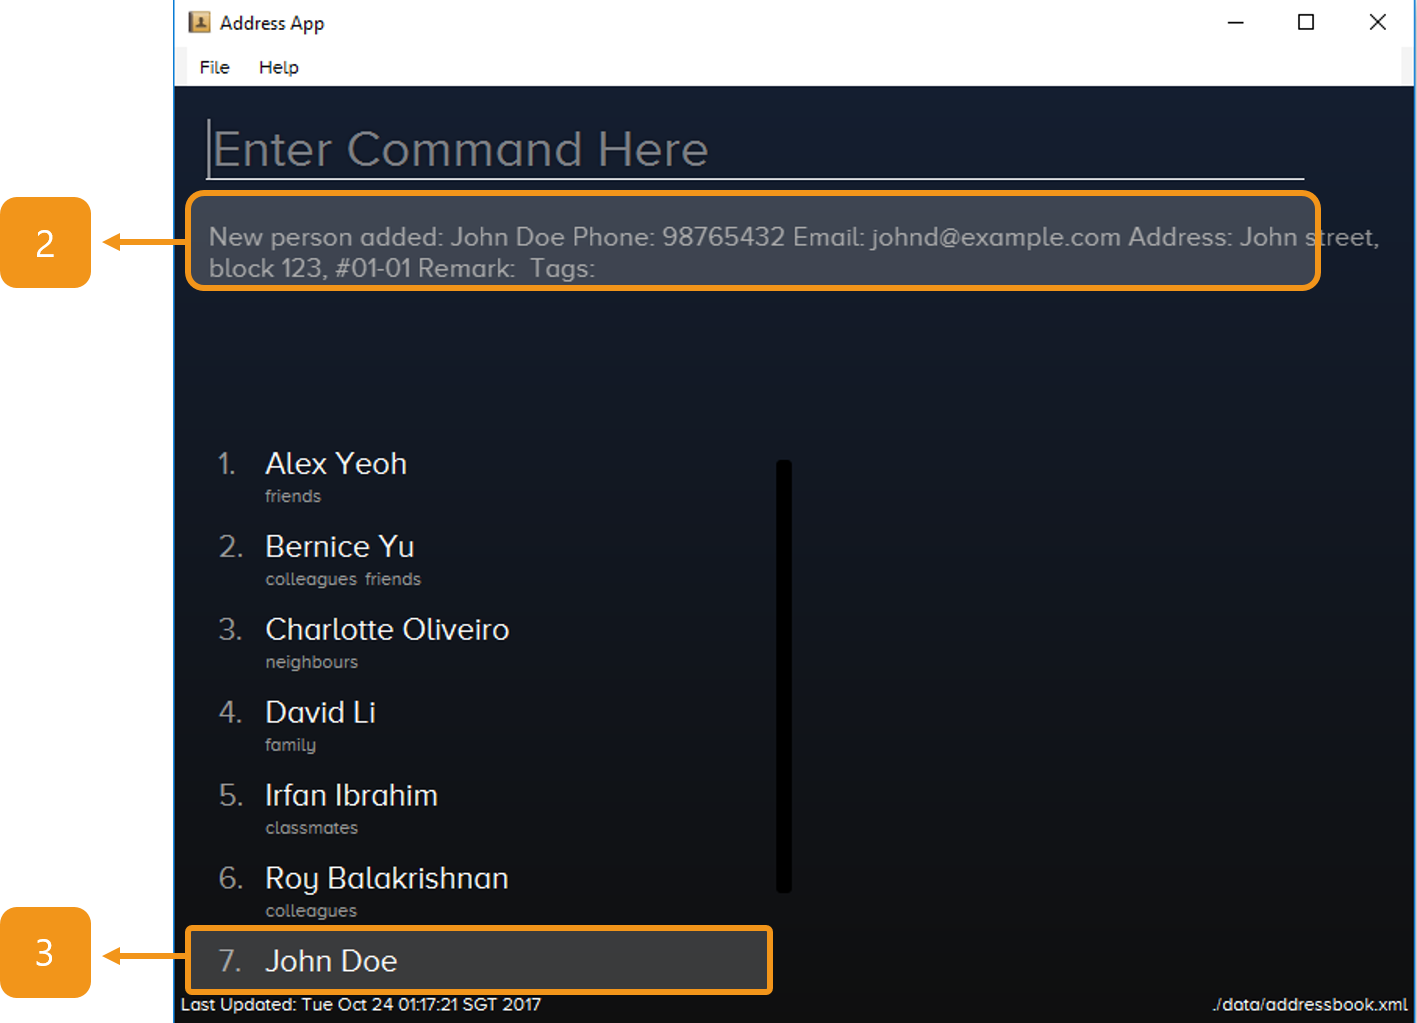 Address App
File Help
Enter Command Here
2
New person added: John Doe Phone: 98765432 Email: johnd@example.com Address: John street,
block 123, #01-01 Remark: Tags:
1. Alex Yeoh
friends
2. Bernice Yu
colleagues friends
3. Charlotte Oliveiro
neighbours
4. David Li
family
5. Irfan Ibrahim
classmates
6. Roy Balakrishnan
colleagues
3
7. John Doe
Last Updated: Tue Oct 24 01:17:21 SGT 2017
./data/addressbook.xml